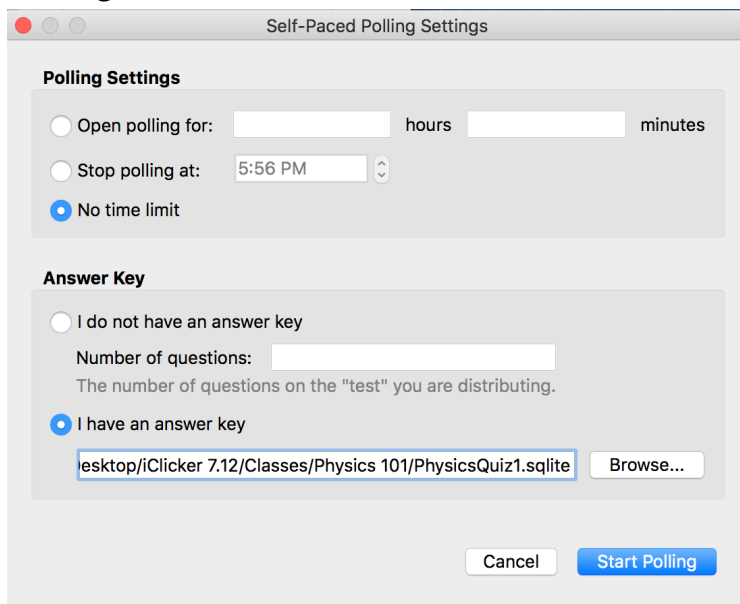 Self-Paced Polling Settings
Polling Settings
Open polling for: hours minutes
Stop polling at: 5:56 PM
No time limit
Answer Key
I do not have an answer key
Number of questions:
The number of questions on the "test" you are distributing.
I have an answer key
esktop/iClicker 7.12/Classes/Physics 101/PhysicsQuiz1.sqlite Browse...
Cancel Start Polling